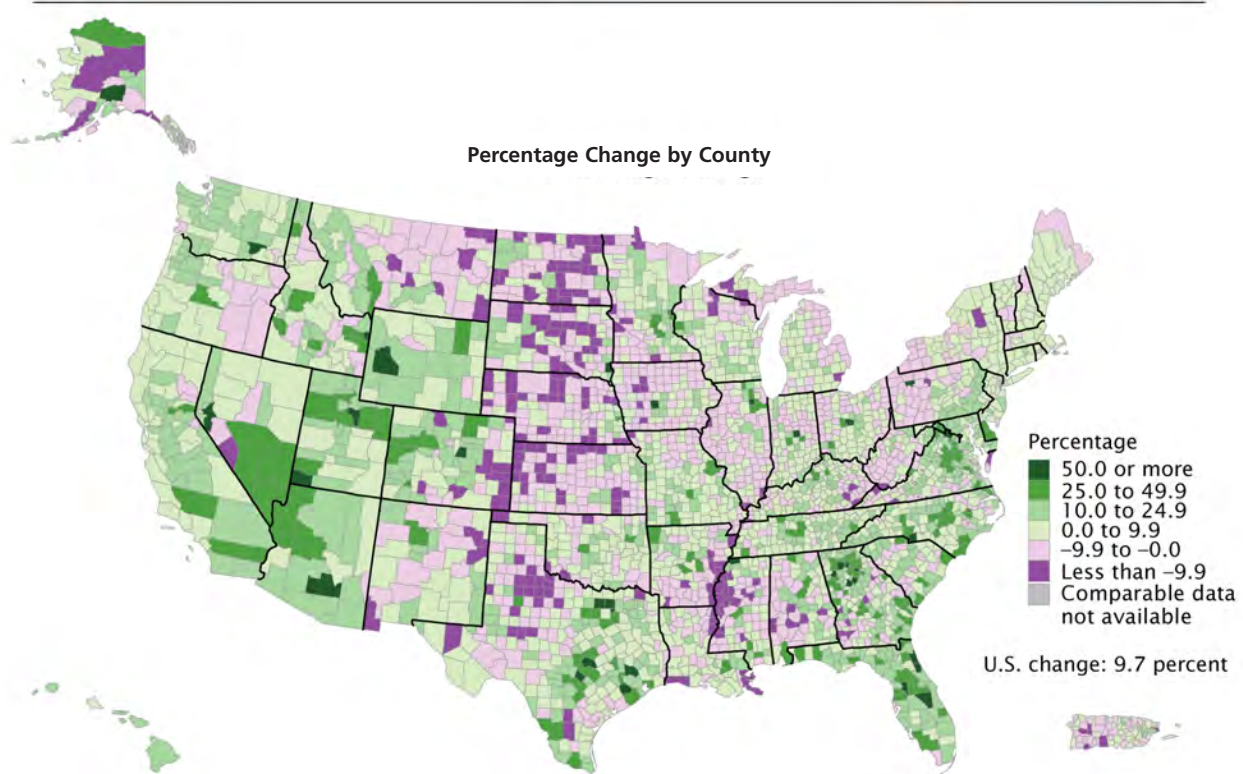 Percentage Change by County
Percentage
50.0 or more
25.0 to 49.9
10.0 to 24.9
0.0 to 9.9
–9.9 to –0.0
Less than –9.9
Comparable data
not available
U.S. change: 9.7 percent